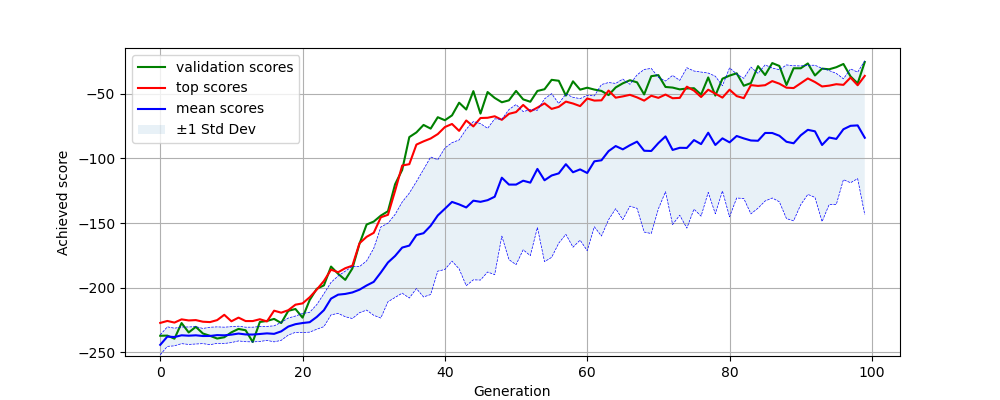 validation scores
top scores
mean scores
±1 Std Dev
Achieved score
−50
−100
−150
−200
−250
0 20 40 60 80 100
Generation